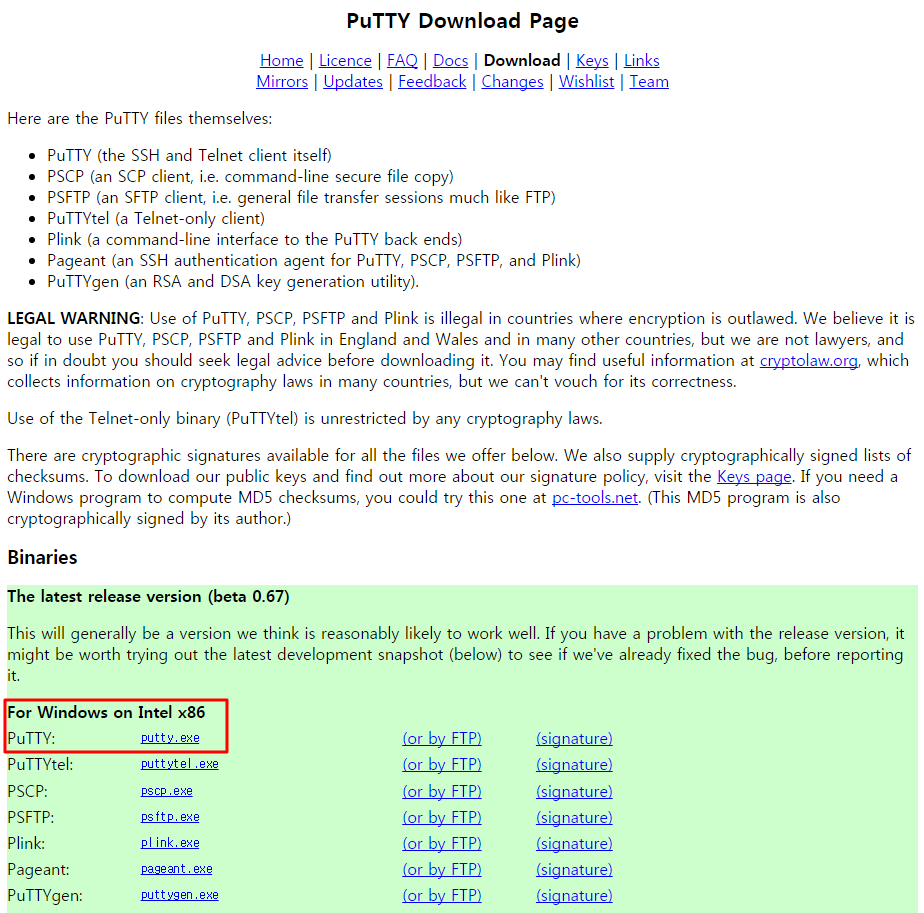 PuTTY Download Page
Home | Licence | FAQ | Docs | Download | Keys | Links
Mirrors | Updates | Feedback | Changes | Wishlist | Team
Here are the PuTTY files themselves:
PuTTY (the SSH and Telnet client itself)
PSCP (an SCP client, i.e. command-line secure file copy)
PSFTP (an SFTP client, i.e. general file transfer sessions much like FTP)
PuTTYtel (a Telnet-only client)
Plink (a command-line interface to the PuTTY back ends)
Pageant (an SSH authentication agent for PuTTY, PSCP, PSFTP, and Plink)
PuTTYgen (an RSA and DSA key generation utility).
LEGAL WARNING: Use of PuTTY, PSCP, PSFTP and Plink is illegal in countries where encryption is outlawed. We believe it is
legal to use PuTTY, PSCP, PSFTP and Plink in England and Wales and in many other countries, but we are not lawyers, and
so if in doubt you should seek legal advice before downloading it. You may find useful information at cryptolaw.org, which
collects information on cryptography laws in many countries, but we can't vouch for its correctness.
Use of the Telnet-only binary (PuTTYtel) is unrestricted by any cryptography laws.
There are cryptographic signatures available for all the files we offer below. We also supply cryptographically signed lists of
checksums. To download our public keys and find out more about our signature policy, visit the Keys page. If you need a
Windows program to compute MD5 checksums, you could try this one at pc-tools.net. (This MD5 program is also
cryptographically signed by its author.)
Binaries
The latest release version (beta 0.67)
This will generally be a version we think is reasonably likely to work well. If you have a problem with the release version, it
might be worth trying out the latest development snapshot (below) to see if we've already fixed the bug, before reporting
it.
For Windows on Intel x86
PuTTY: putty.exe (or by FTP) (signature)
PuTTYtel: puttytel.exe (or by FTP) (signature)
PSCP: pscp.exe (or by FTP) (signature)
PSFTP: psftp.exe (or by FTP) (signature)
Plink: plink.exe (or by FTP) (signature)
Pageant: pageant.exe (or by FTP) (signature)
PuTTYgen: puttygen.exe (or by FTP) (signature)